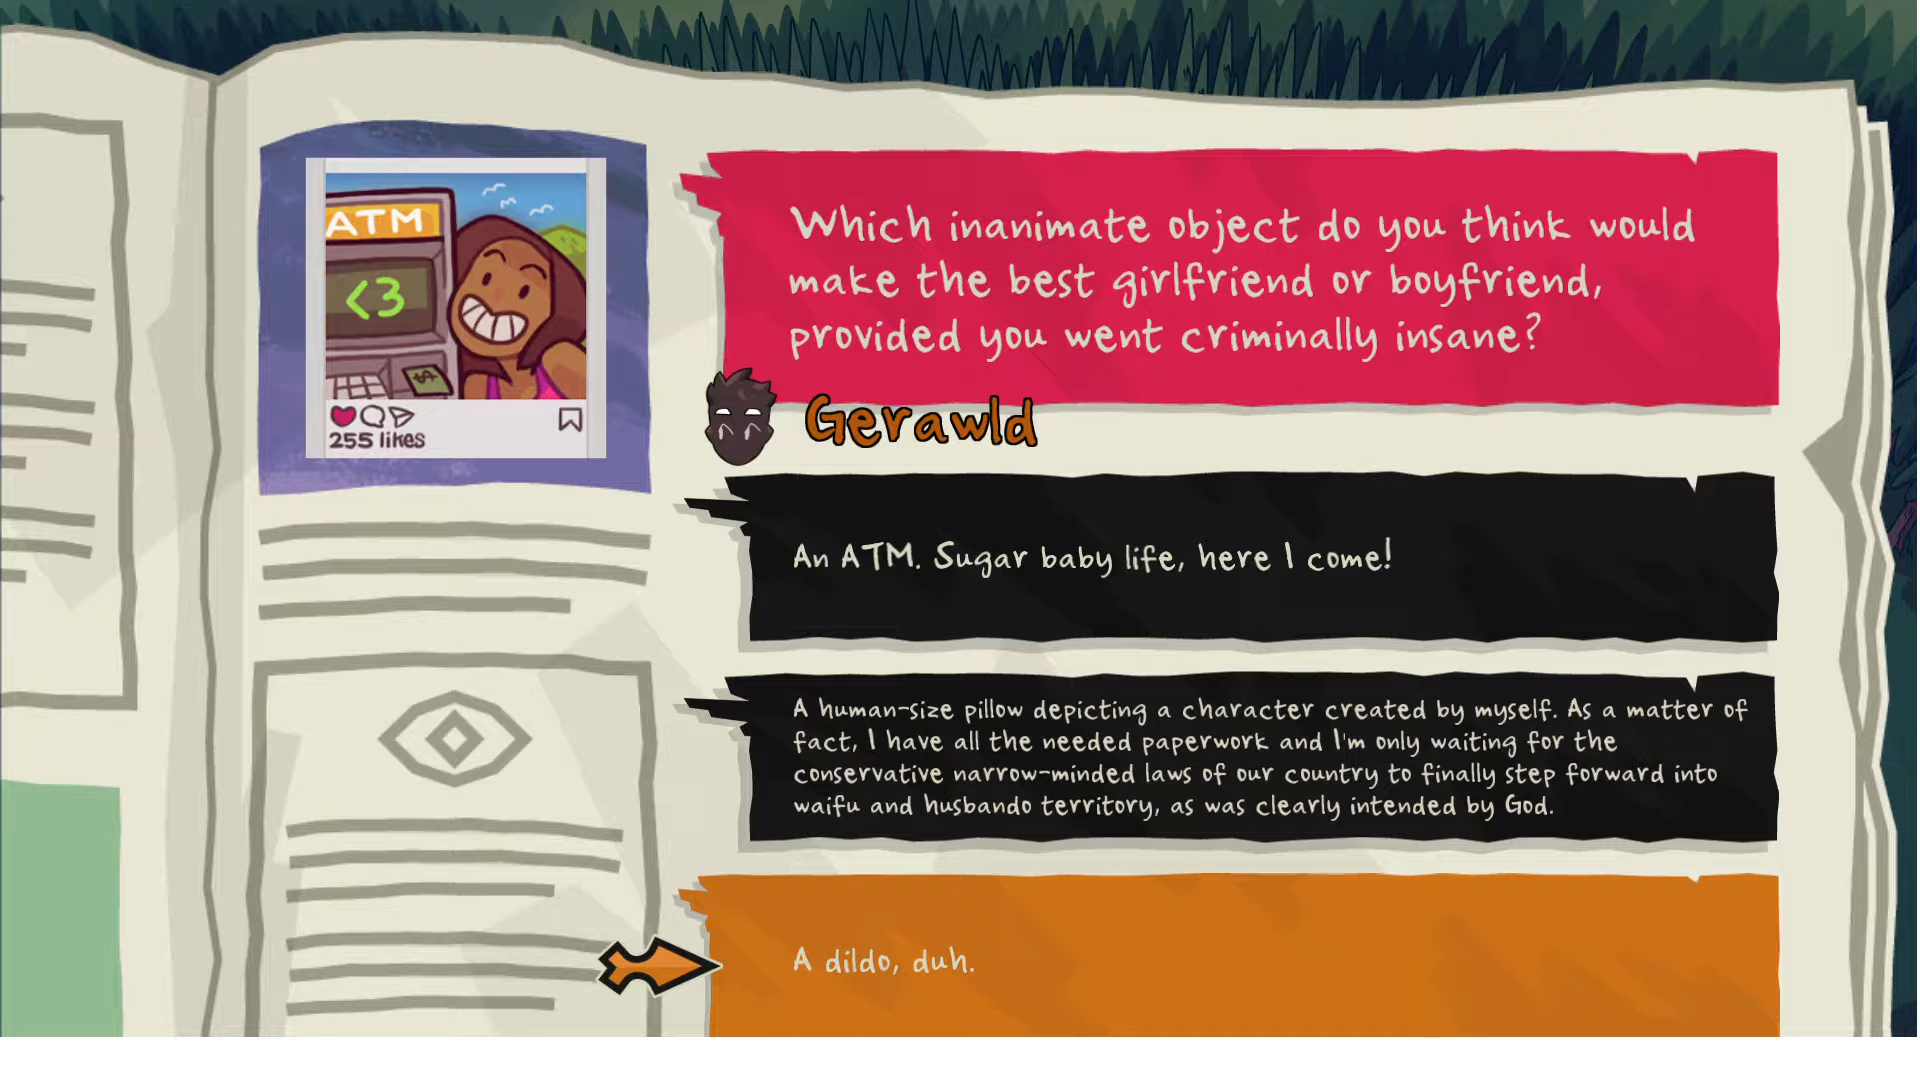 ATM
<3
255 likes
Which inanimate object do you think would
make the best girlfriend or boyfriend,
provided you went criminally insane?
Gerawld
An ATM. Sugar baby life, here I come!
A human-size pillow depicting a character created by myself. As a matter of
fact, I have all the needed paperwork and I'm only waiting for the
conservative narrow-minded laws of our country to finally step forward into
waifu and husbando territory, as was clearly intended by God.
A dildo, duh.